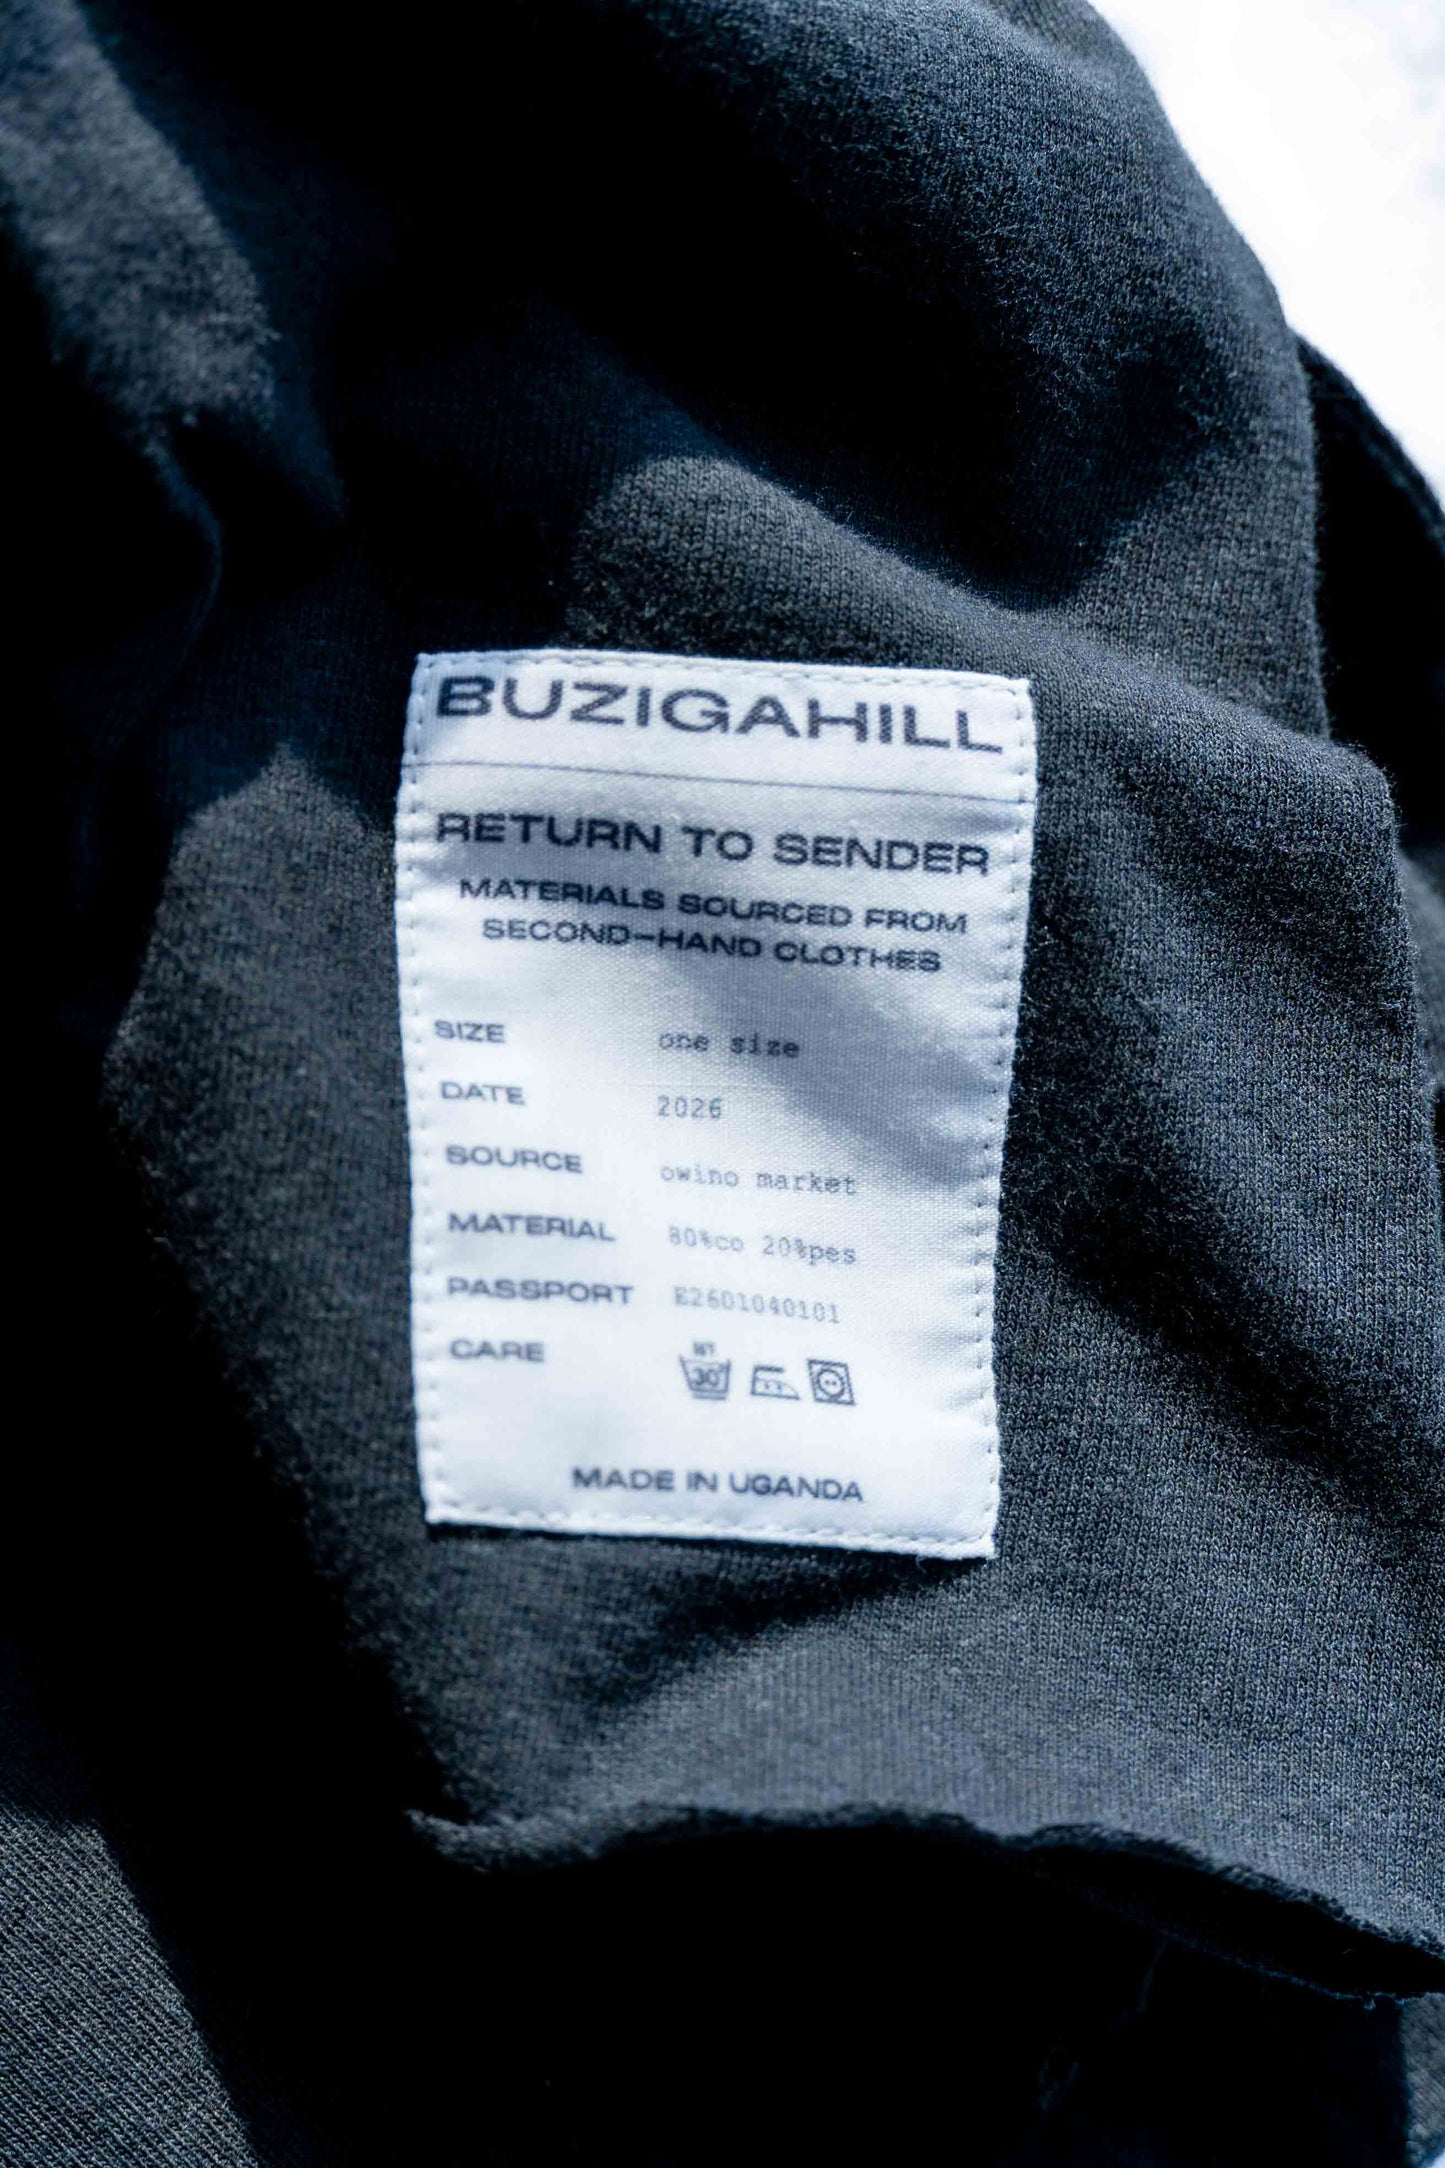 BUZIGAHILL
RETURN TO SENDER
MATERIALS SOURCED FROM
SECOND-HAND CLOTHES
SIZE one size
DATE 2026
SOURCE owino market
MATERIAL 80%co 20%pes
PASSPORT E2601040101
CARE
30°
MADE IN UGANDA